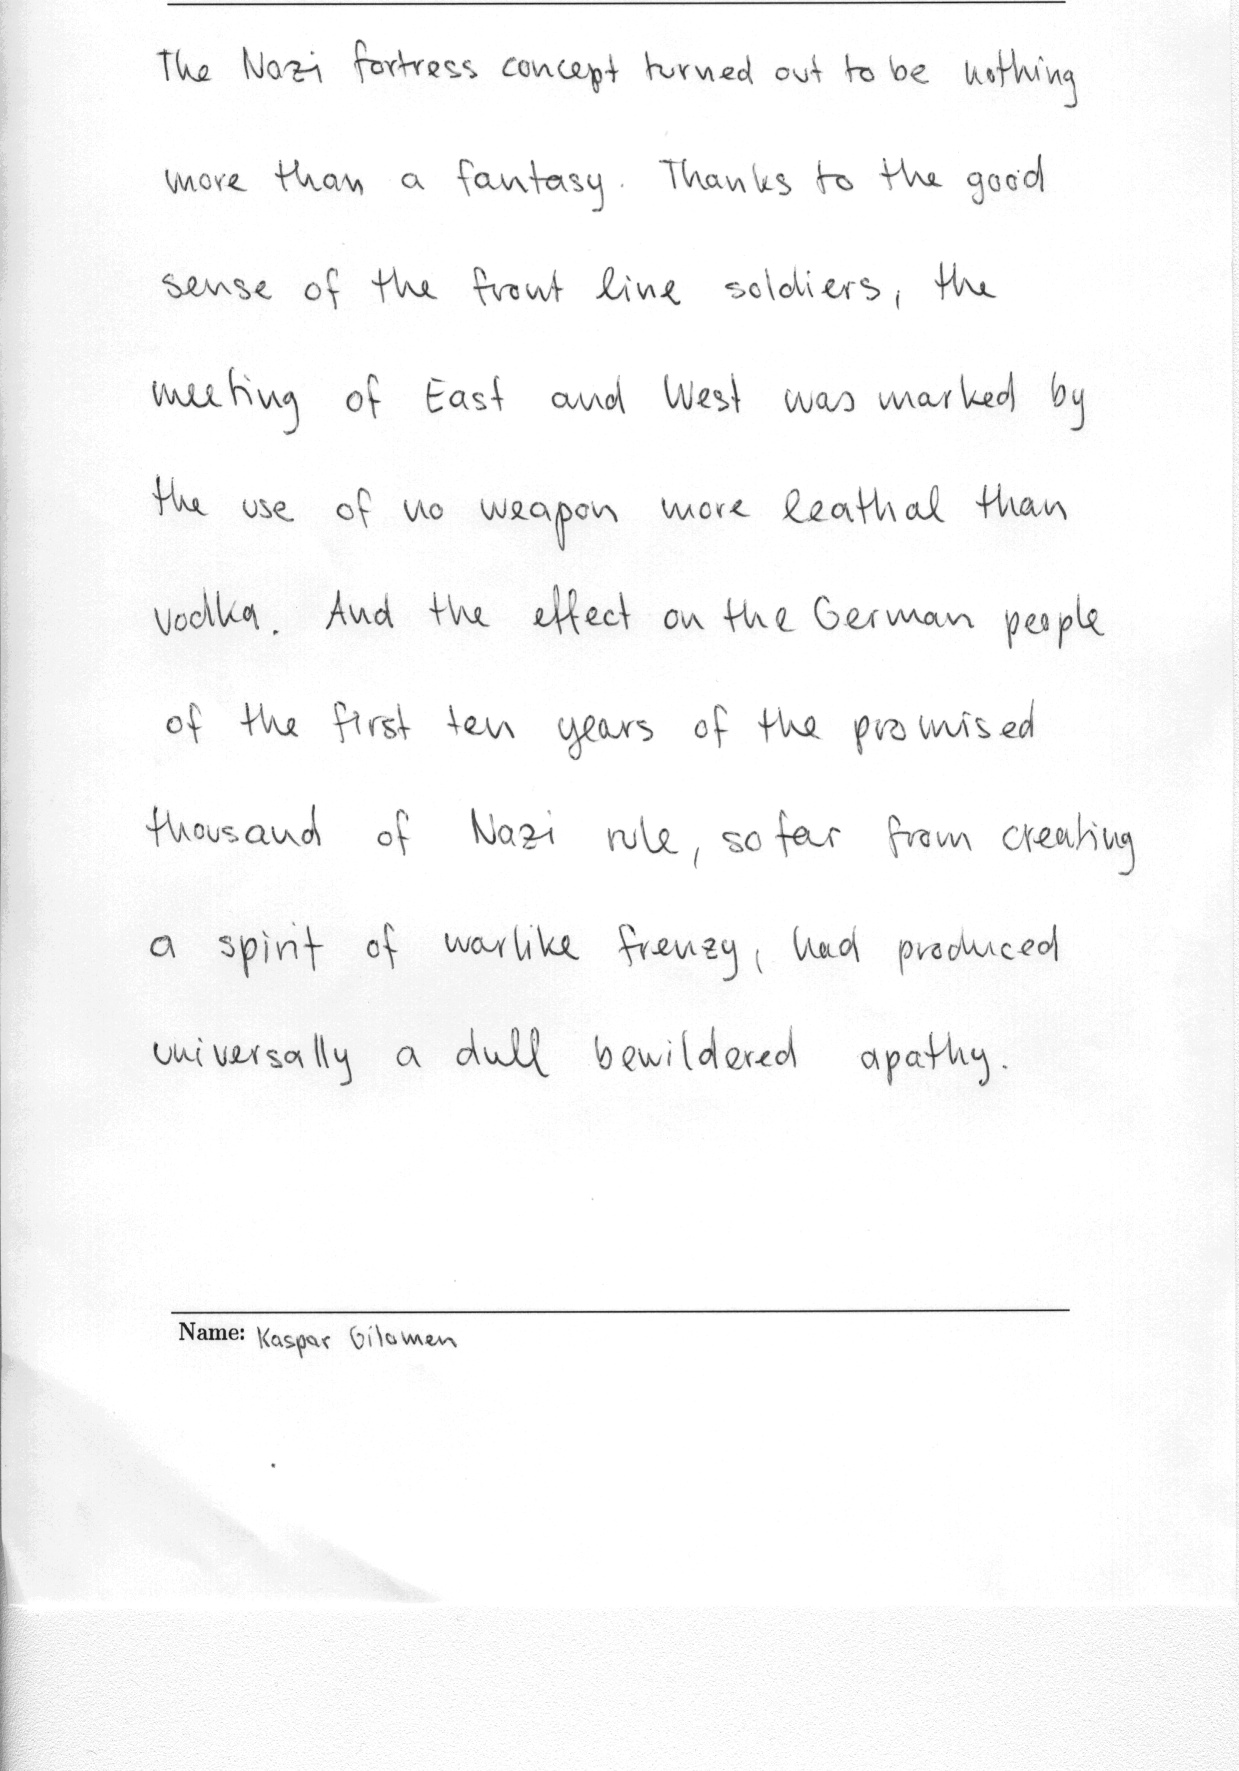 The Nazi fortress concept turned out to be nothing
more than a fantasy. Thanks to the good
sense of the front line soldiers, the
meeting of East and West was marked by
the use of no weapon more leathal than
vodka. And the effect on the German people
of the first ten years of the promised
thousand of Nazi rule, so far from creating
a spirit of warlike frenzy, had produced
universally a dull bewildered apathy.
Name: Kaspar Gilomen